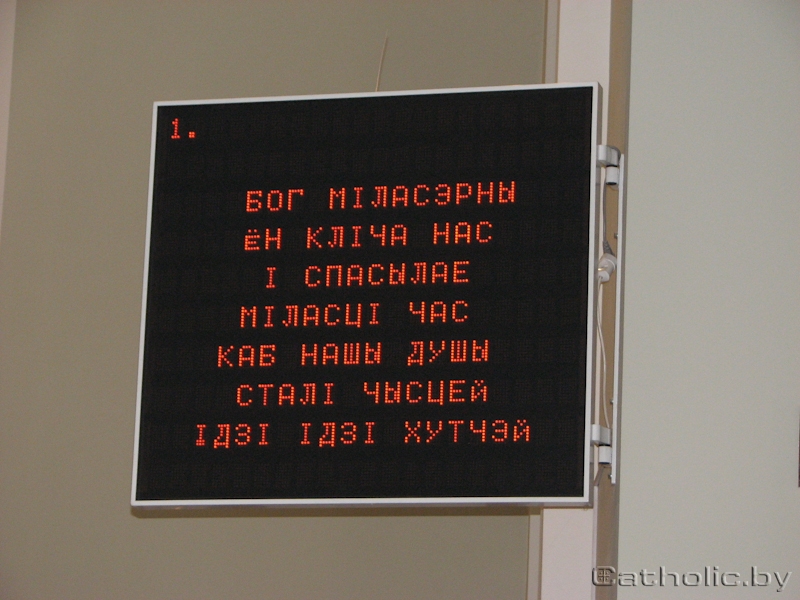 1.
БОГ МІЛАСЭРНЫ
ЁН КЛІЧА НАС
І СПАСЫЛАЕ
МІЛАСЦІ ЧАС
КАБ НАШЫ ДУШЫ
СТАЛІ ЧЫСЦЕЙ
ІДЗІ ІДЗІ ХУТЧЭЙ
Catholic.by